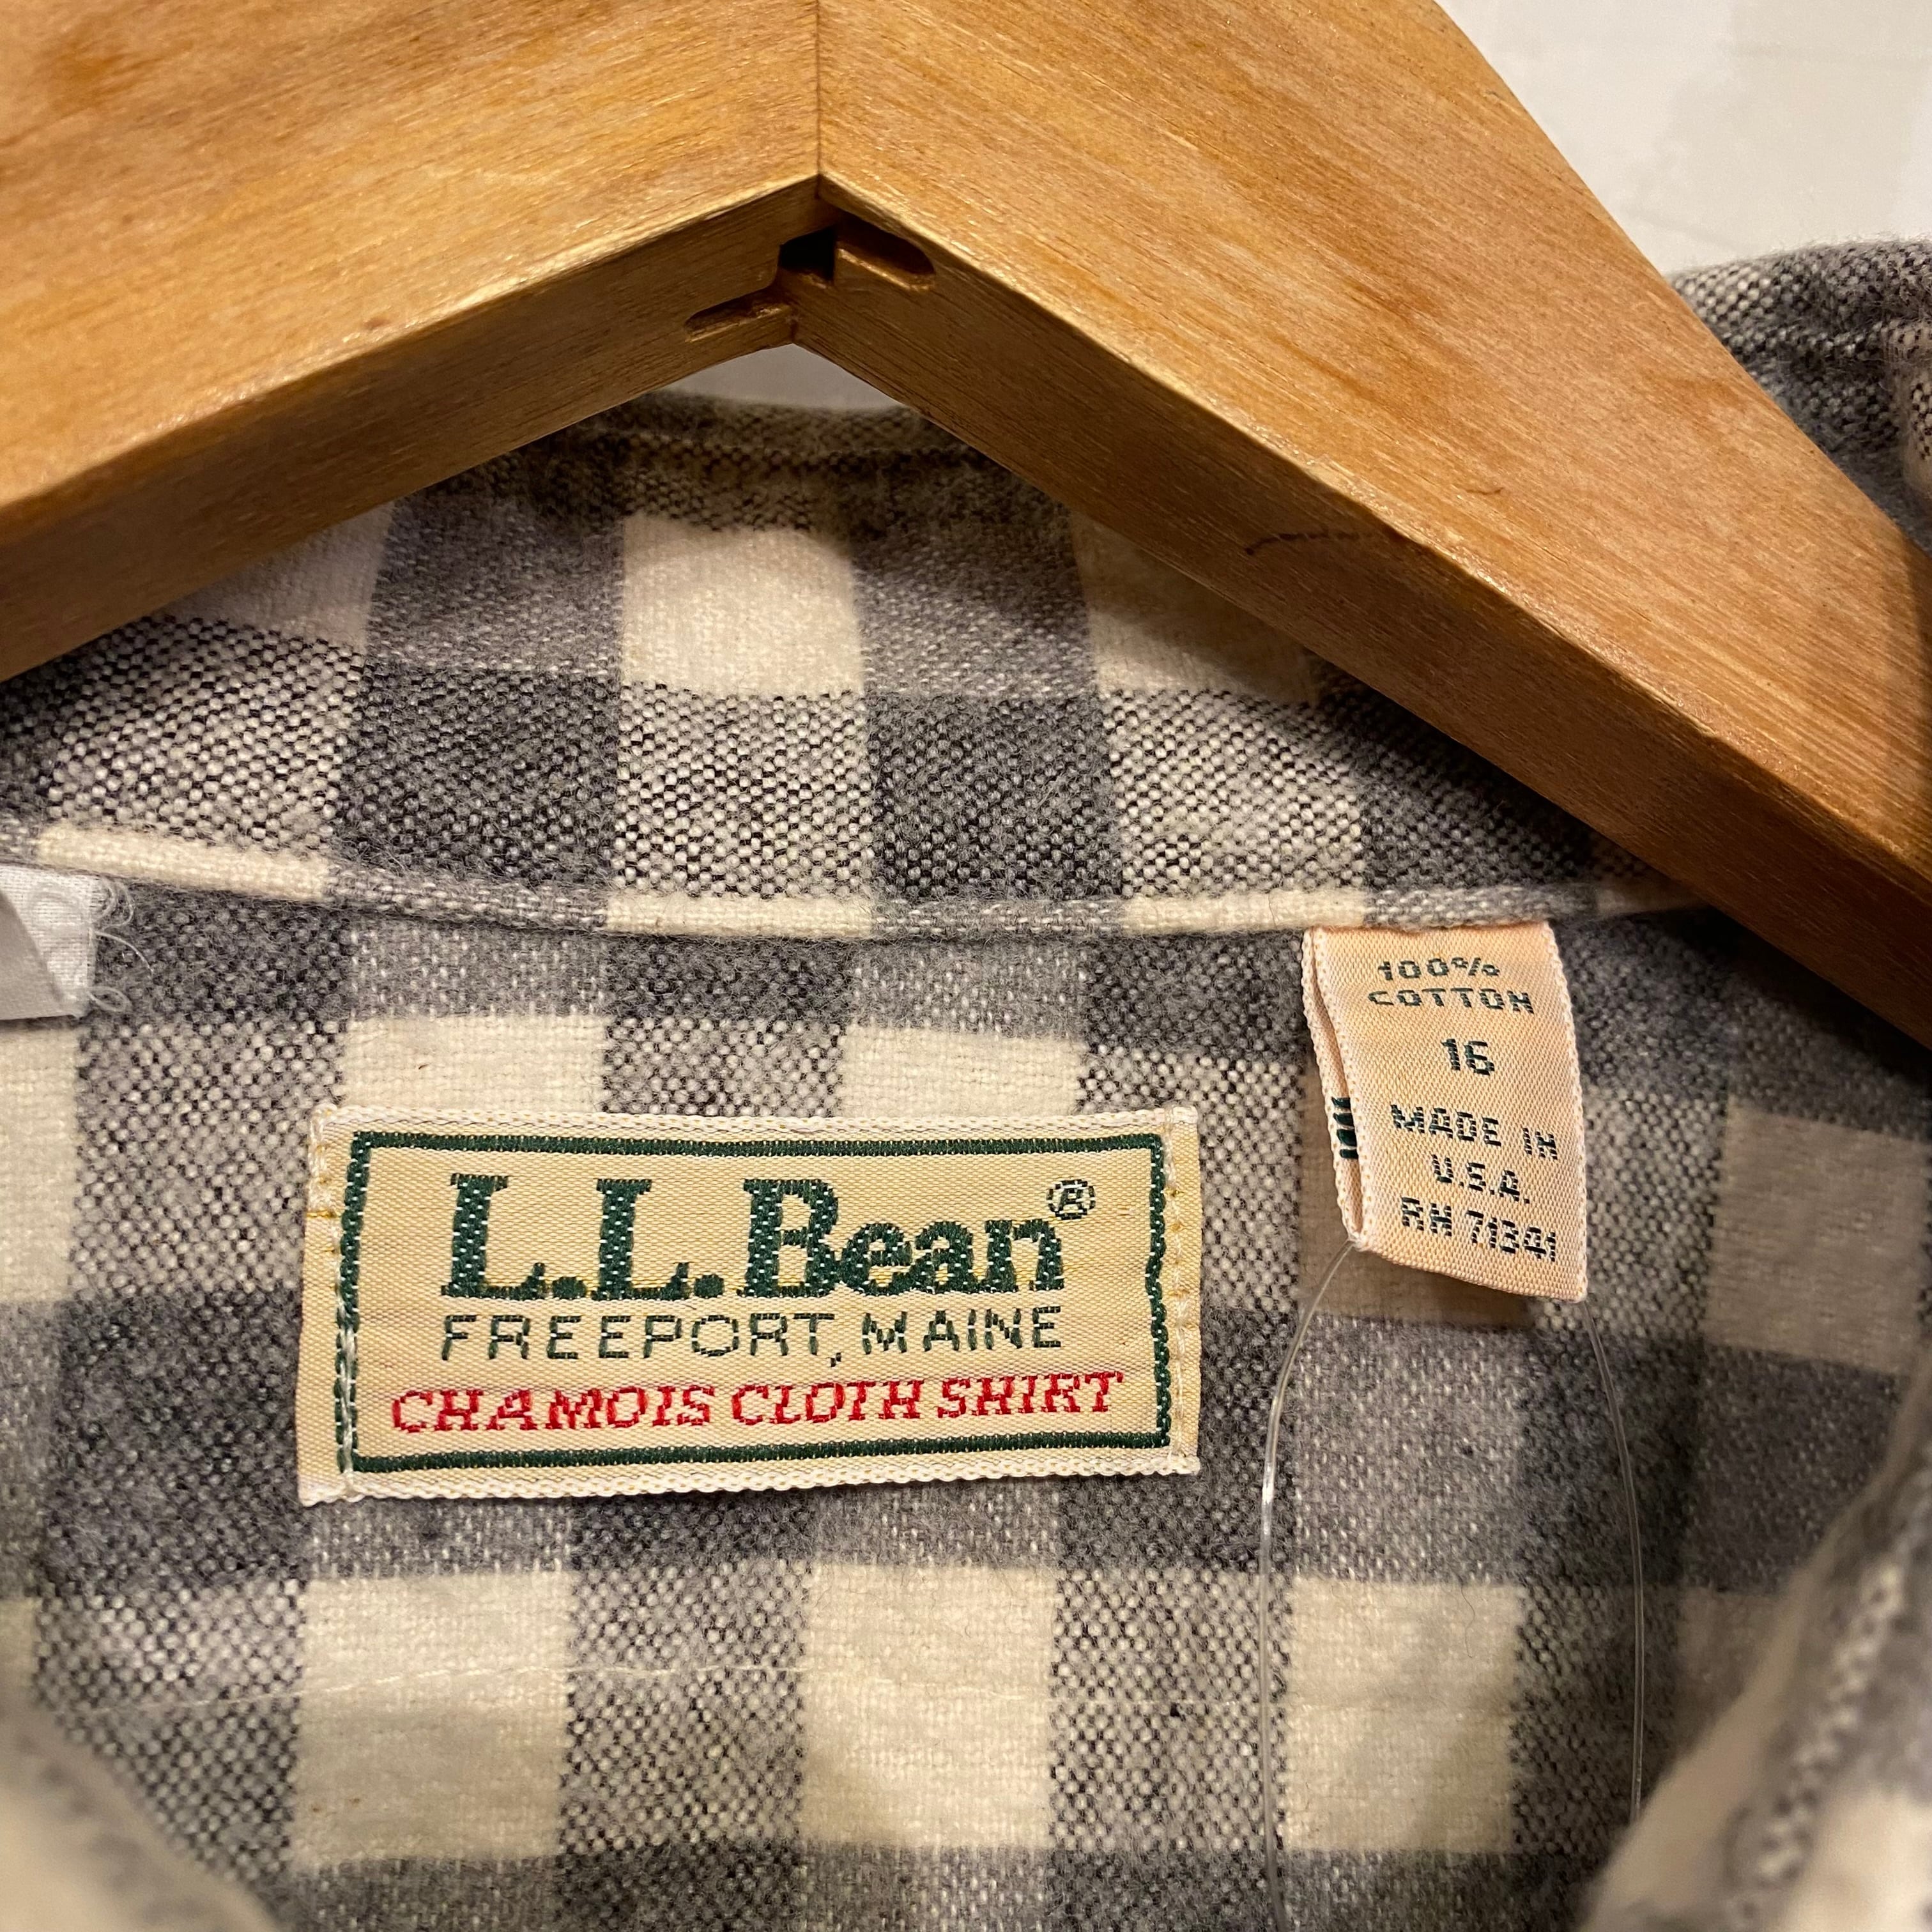 100%
COTTON
16
MADE IN
U.S.A.
RN 71341
L.L.Bean®
FREEPORT, MAINE
CHAMOIS CLOTH SHIRT